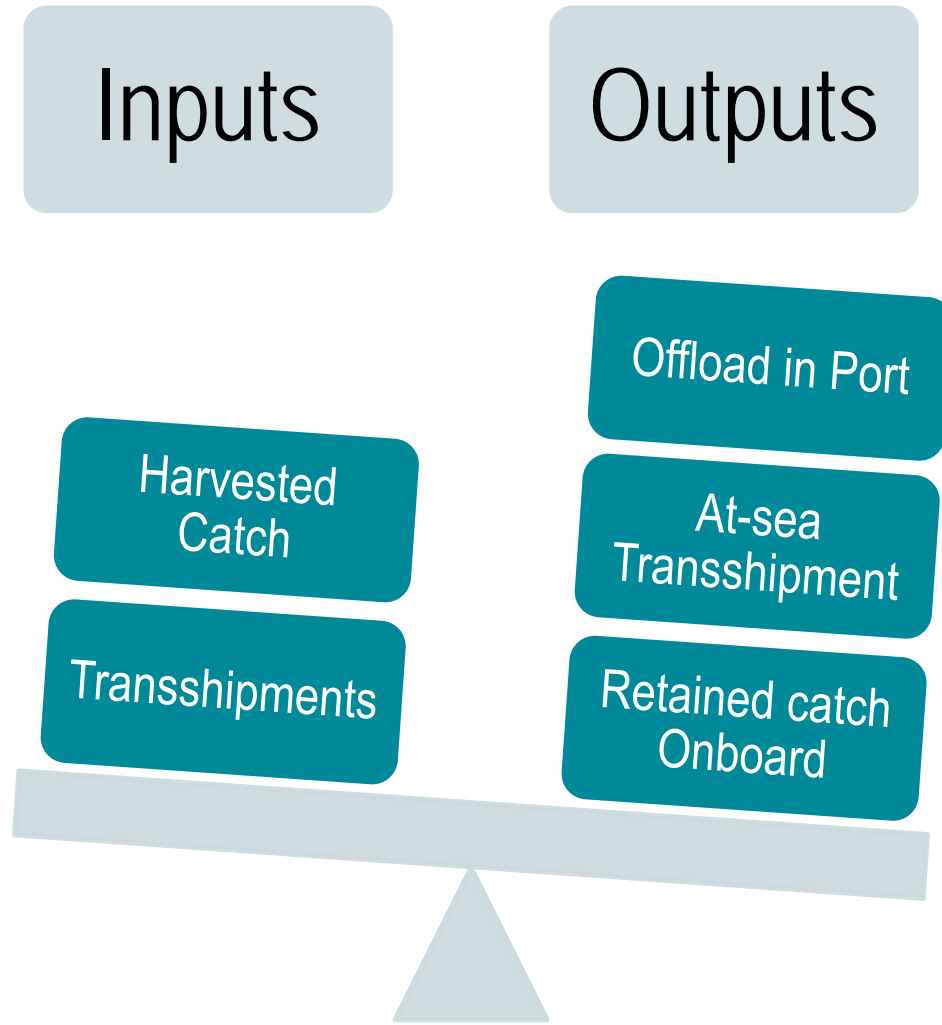 Inputs
Outputs
Harvested
Catch
Transshipments
Offload in Port
At-sea
Transshipment
Retained catch
Onboard